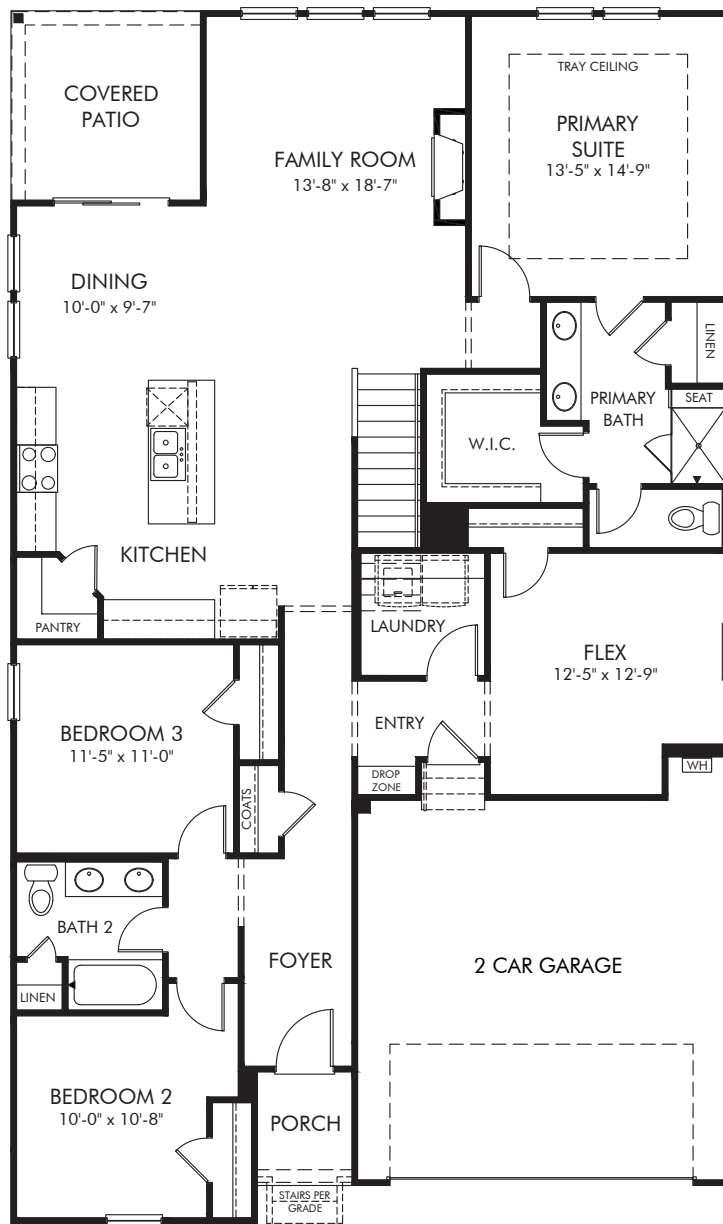 COVERED
PATIO
TRAY CEILING
PRIMARY
SUITE
13'-5" x 14'-9"
FAMILY ROOM
13'-8" x 18'-7"
DINING
10'-0" x 9'-7"
LINEN
SEAT
PRIMARY
BATH
W.I.C.
KITCHEN
PANTRY
LAUNDRY
FLEX
12'-5" x 12'-9"
ENTRY
BEDROOM 3
11'-5" x 11'-0"
WH
DROP
ZONE
COATS
BATH 2
LINEN
FOYER
2 CAR GARAGE
BEDROOM 2
10'-0" x 10'-8"
PORCH
STAIRS PER
GRADE